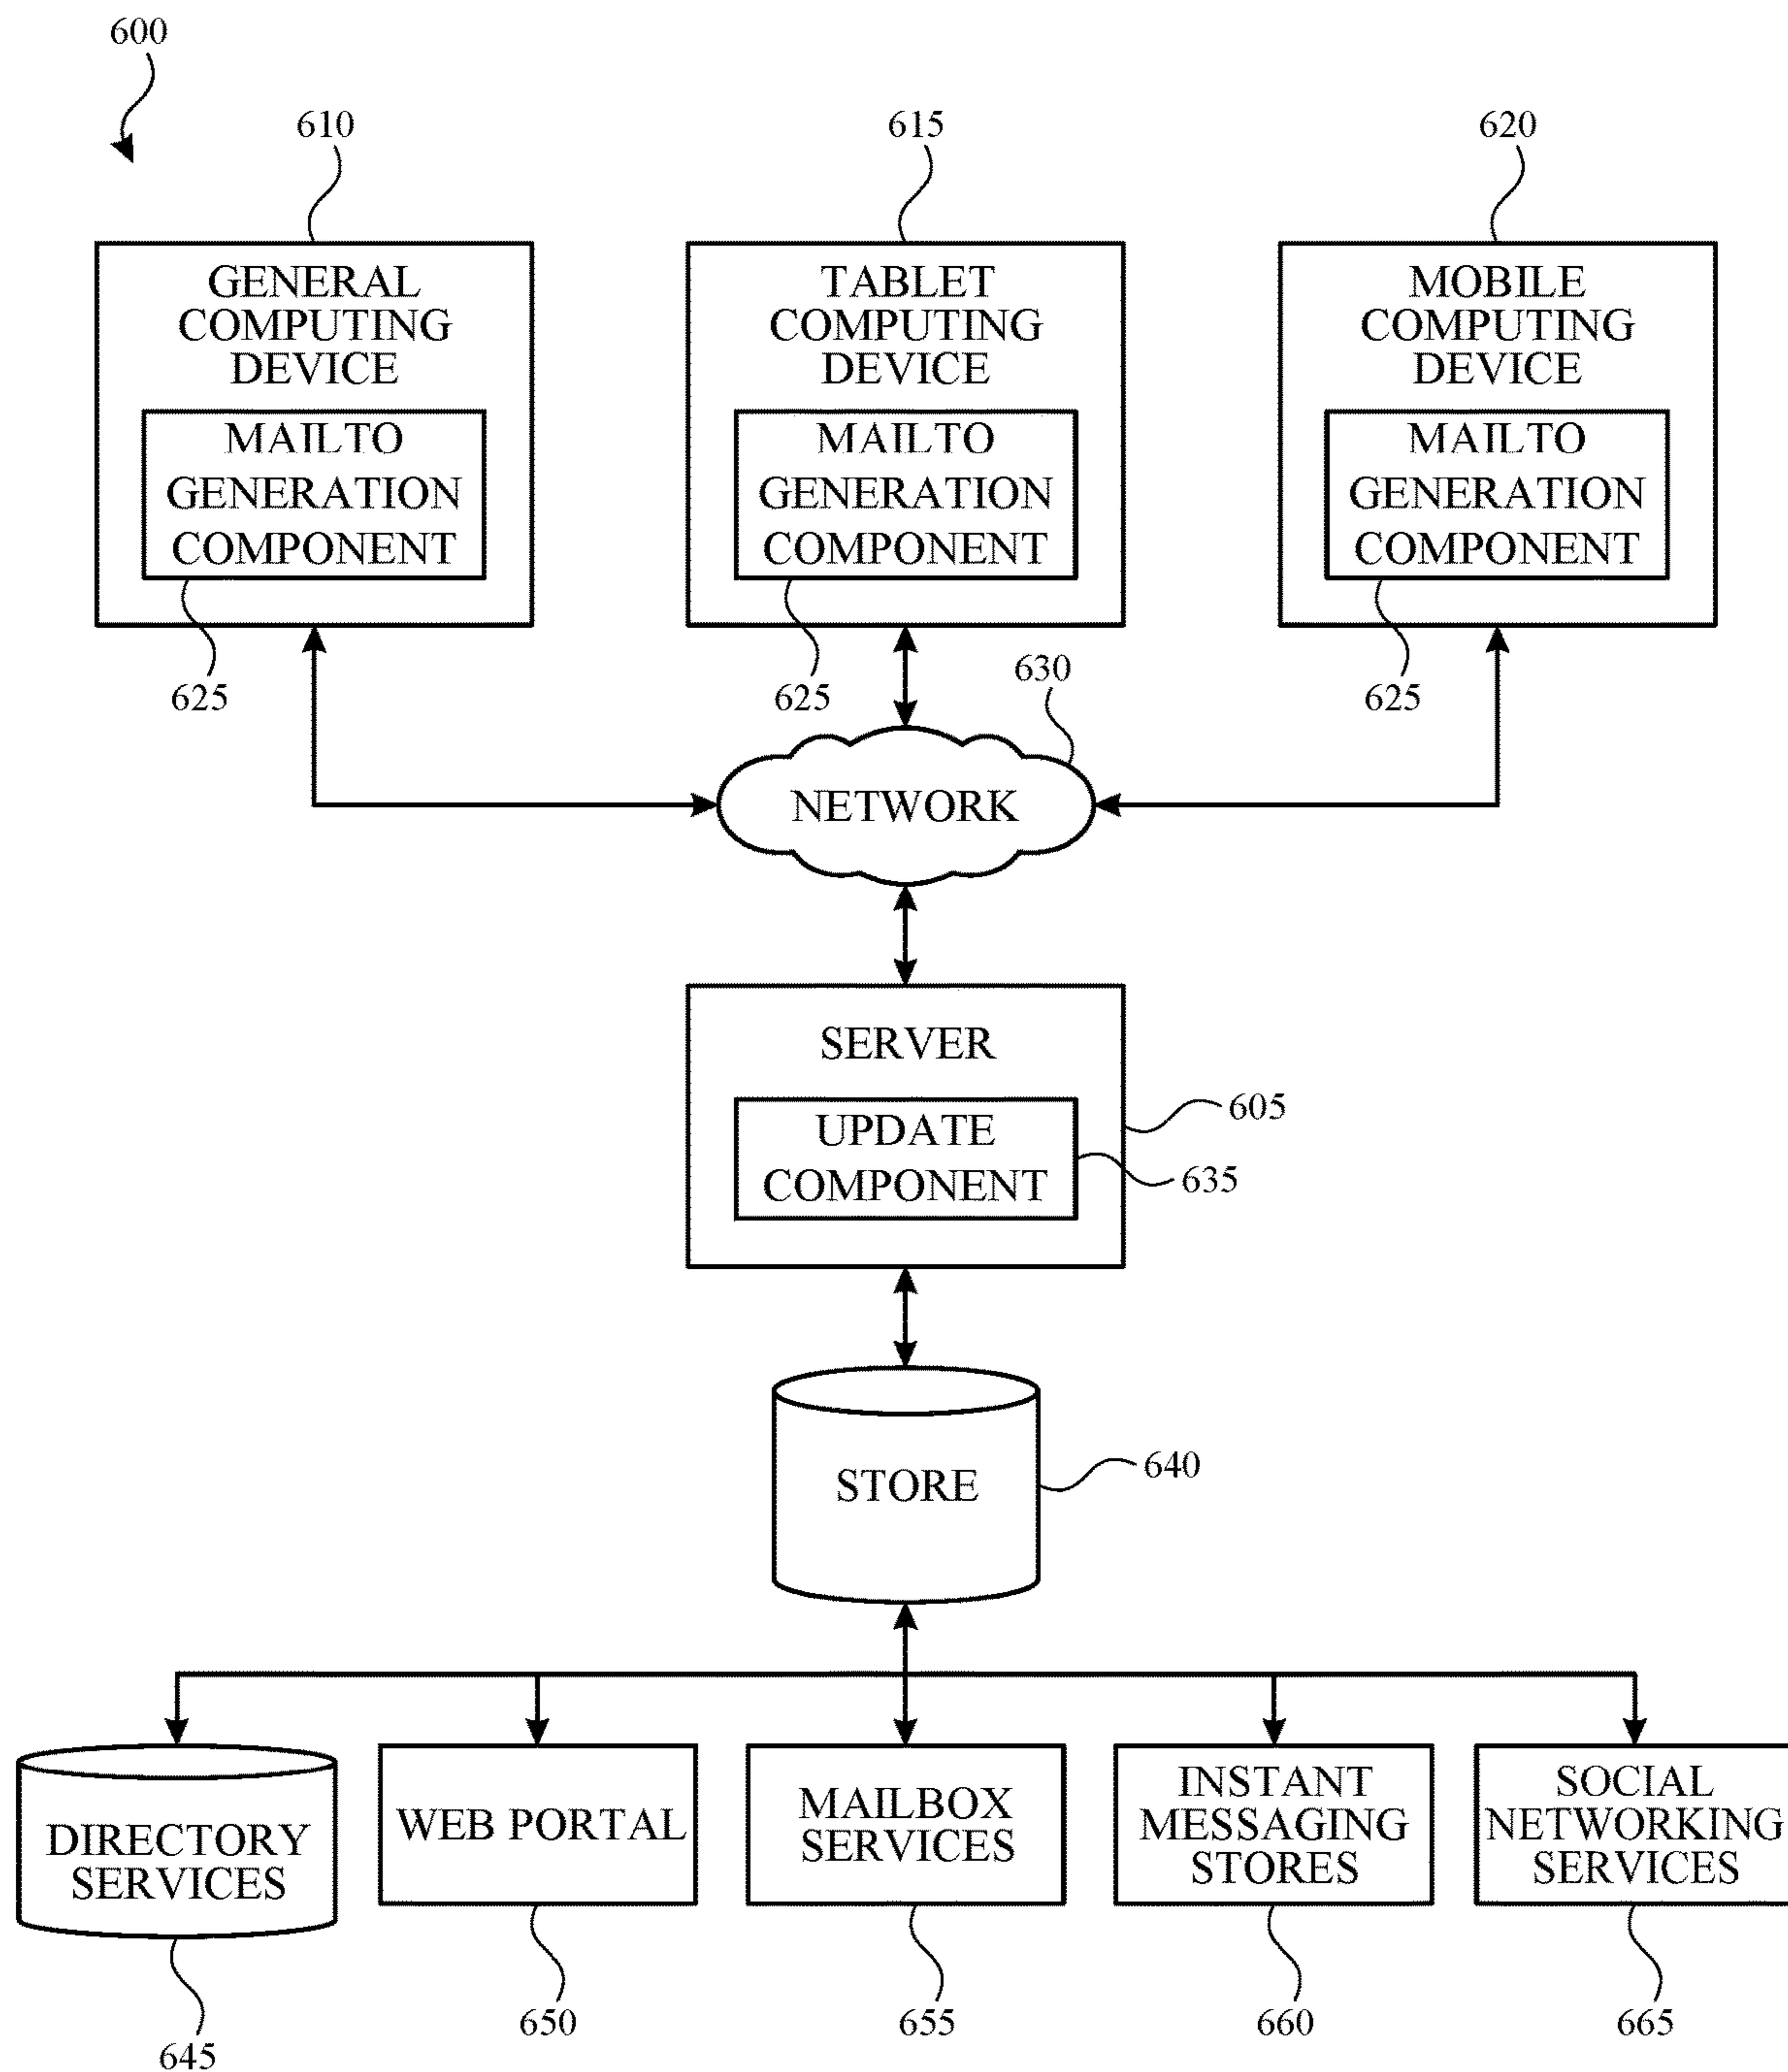 600
610
615
620
GENERAL
COMPUTING
DEVICE
MAILTO
GENERATION
COMPONENT
625
TABLET
COMPUTING
DEVICE
MAILTO
GENERATION
COMPONENT
625
MOBILE
COMPUTING
DEVICE
MAILTO
GENERATION
COMPONENT
625
630
NETWORK
SERVER
605
UPDATE
COMPONENT
635
STORE
640
DIRECTORY
SERVICES
WEB PORTAL
MAILBOX
SERVICES
INSTANT
MESSAGING
STORES
SOCIAL
NETWORKING
SERVICES
645
650
655
660
665